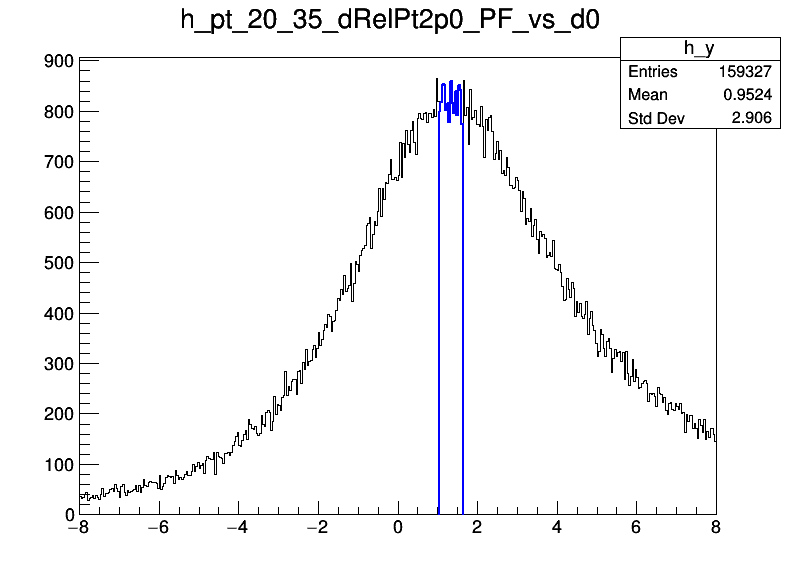 h_pt_20_35_dRelPt2p0_PF_vs_d0
h_y
Entries 159327
Mean 0.9524
Std Dev 2.906
900
800
700
600
500
400
300
200
100
0
−8 −6 −4 −2 0 2 4 6 8